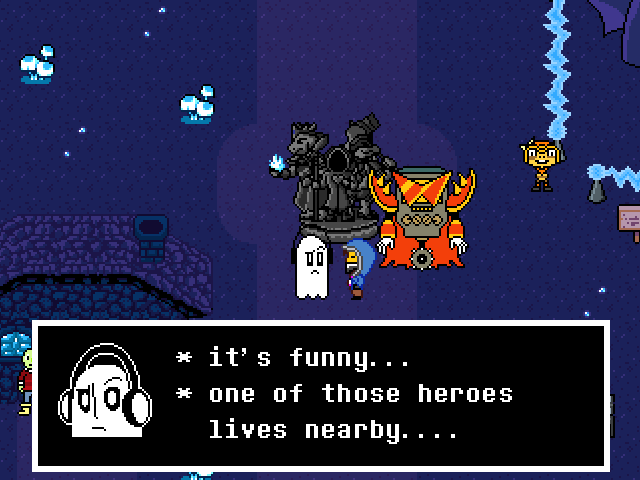 * it's funny...
* one of those heroes
lives nearby....